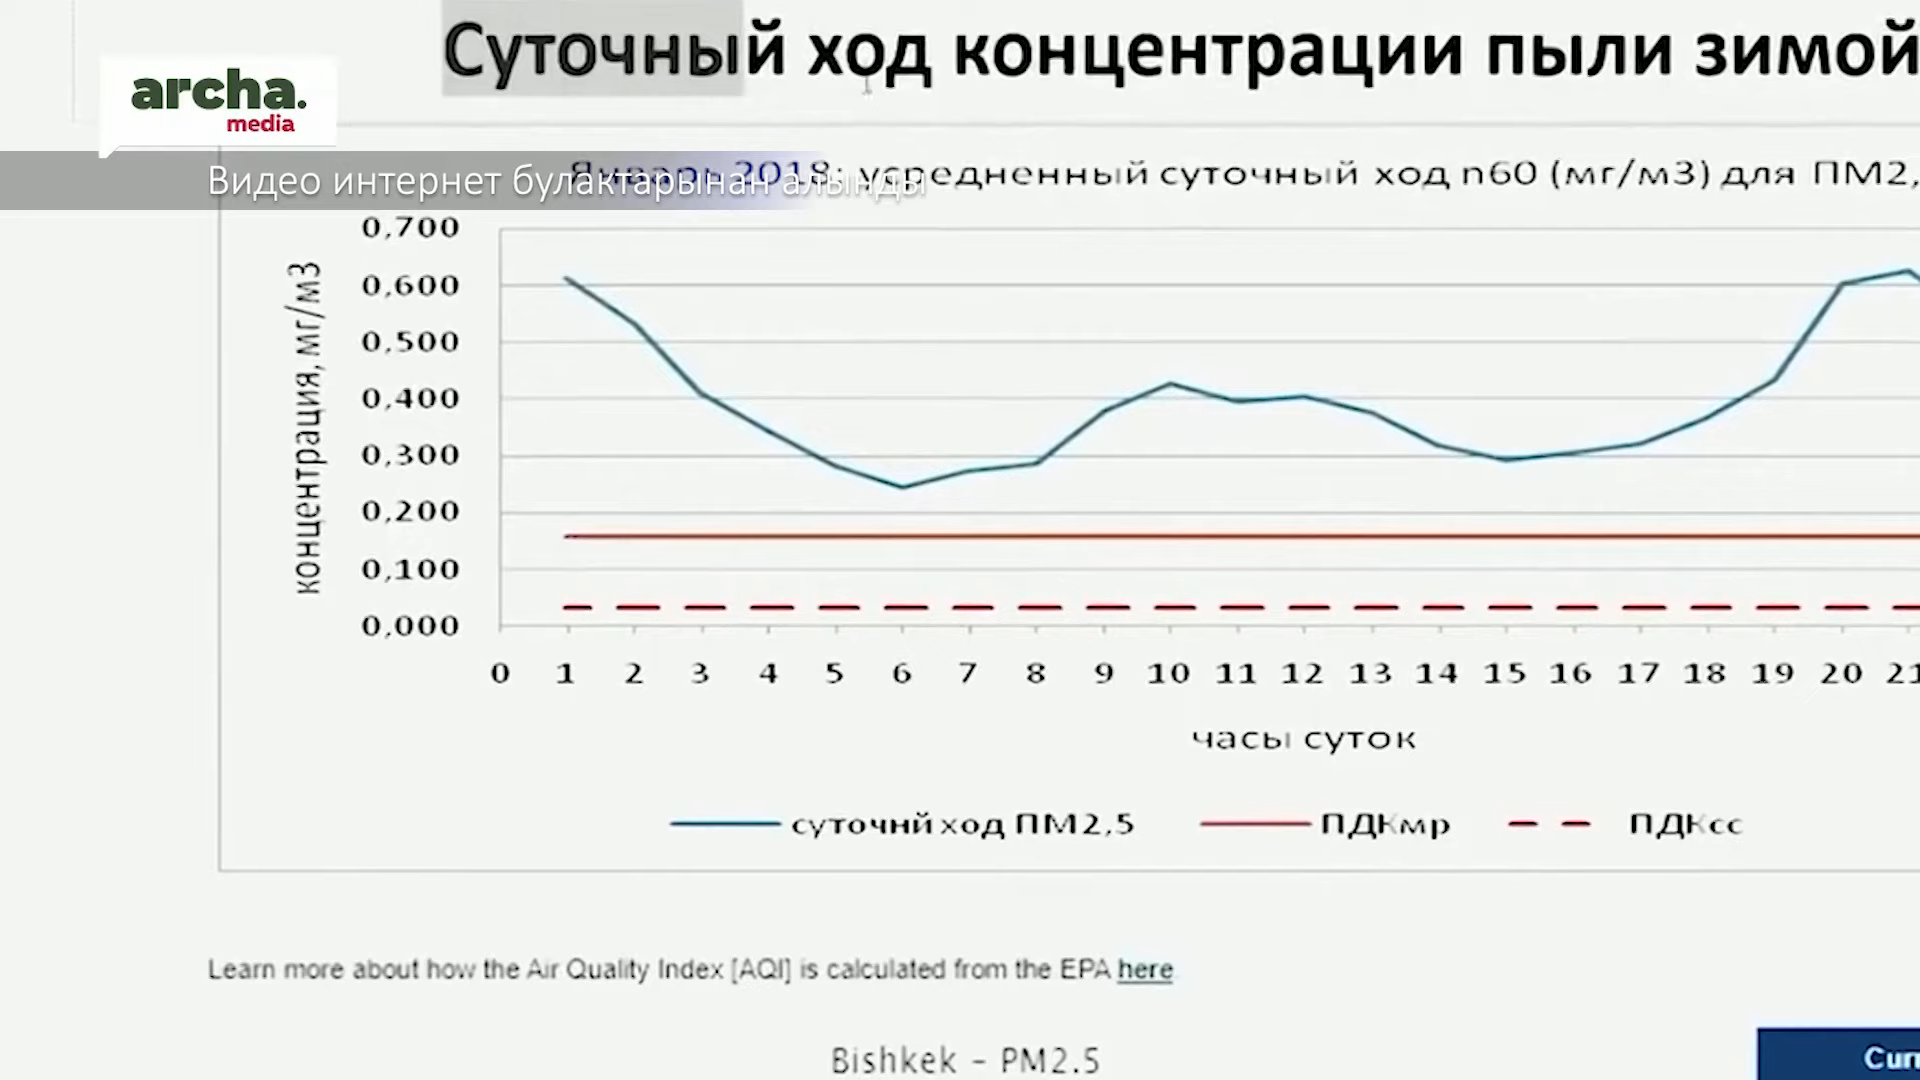 Суточный ход концентрации пыли зимой
archa.
media
Видео интернет булактарынан алынды
Январь 2018: усредненный суточный ход n60 (мг/м3) для ПМ2,
концентрация, мг/м3
0,700
0,600
0,500
0,400
0,300
0,200
0,100
0,000
0 1 2 3 4 5 6 7 8 9 10 11 12 13 14 15 16 17 18 19 20 21
часы суток
суточнй ход ПМ2,5 ПДКмр ПДКсс
Learn more about how the Air Quality Index [AQI] is calculated from the EPA here
Bishkek - PM2.5